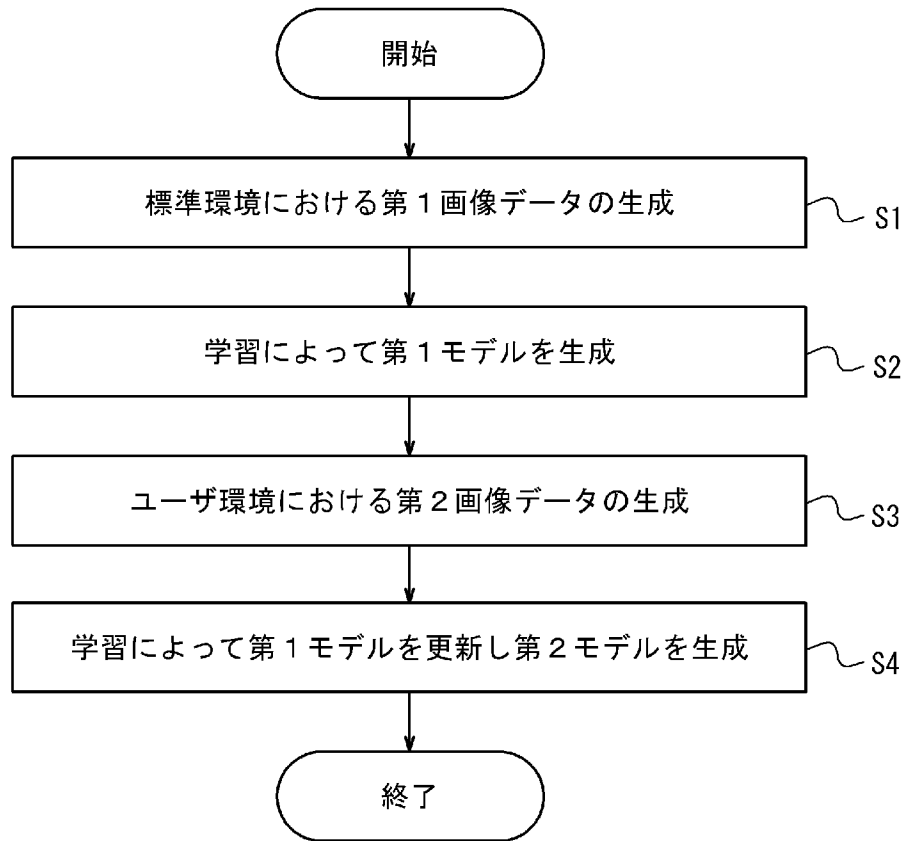 開始
標準環境における第１画像データの生成
S1
学習によって第１モデルを生成
S2
ユーザ環境における第２画像データの生成
S3
学習によって第１モデルを更新し第２モデルを生成
S4
終了